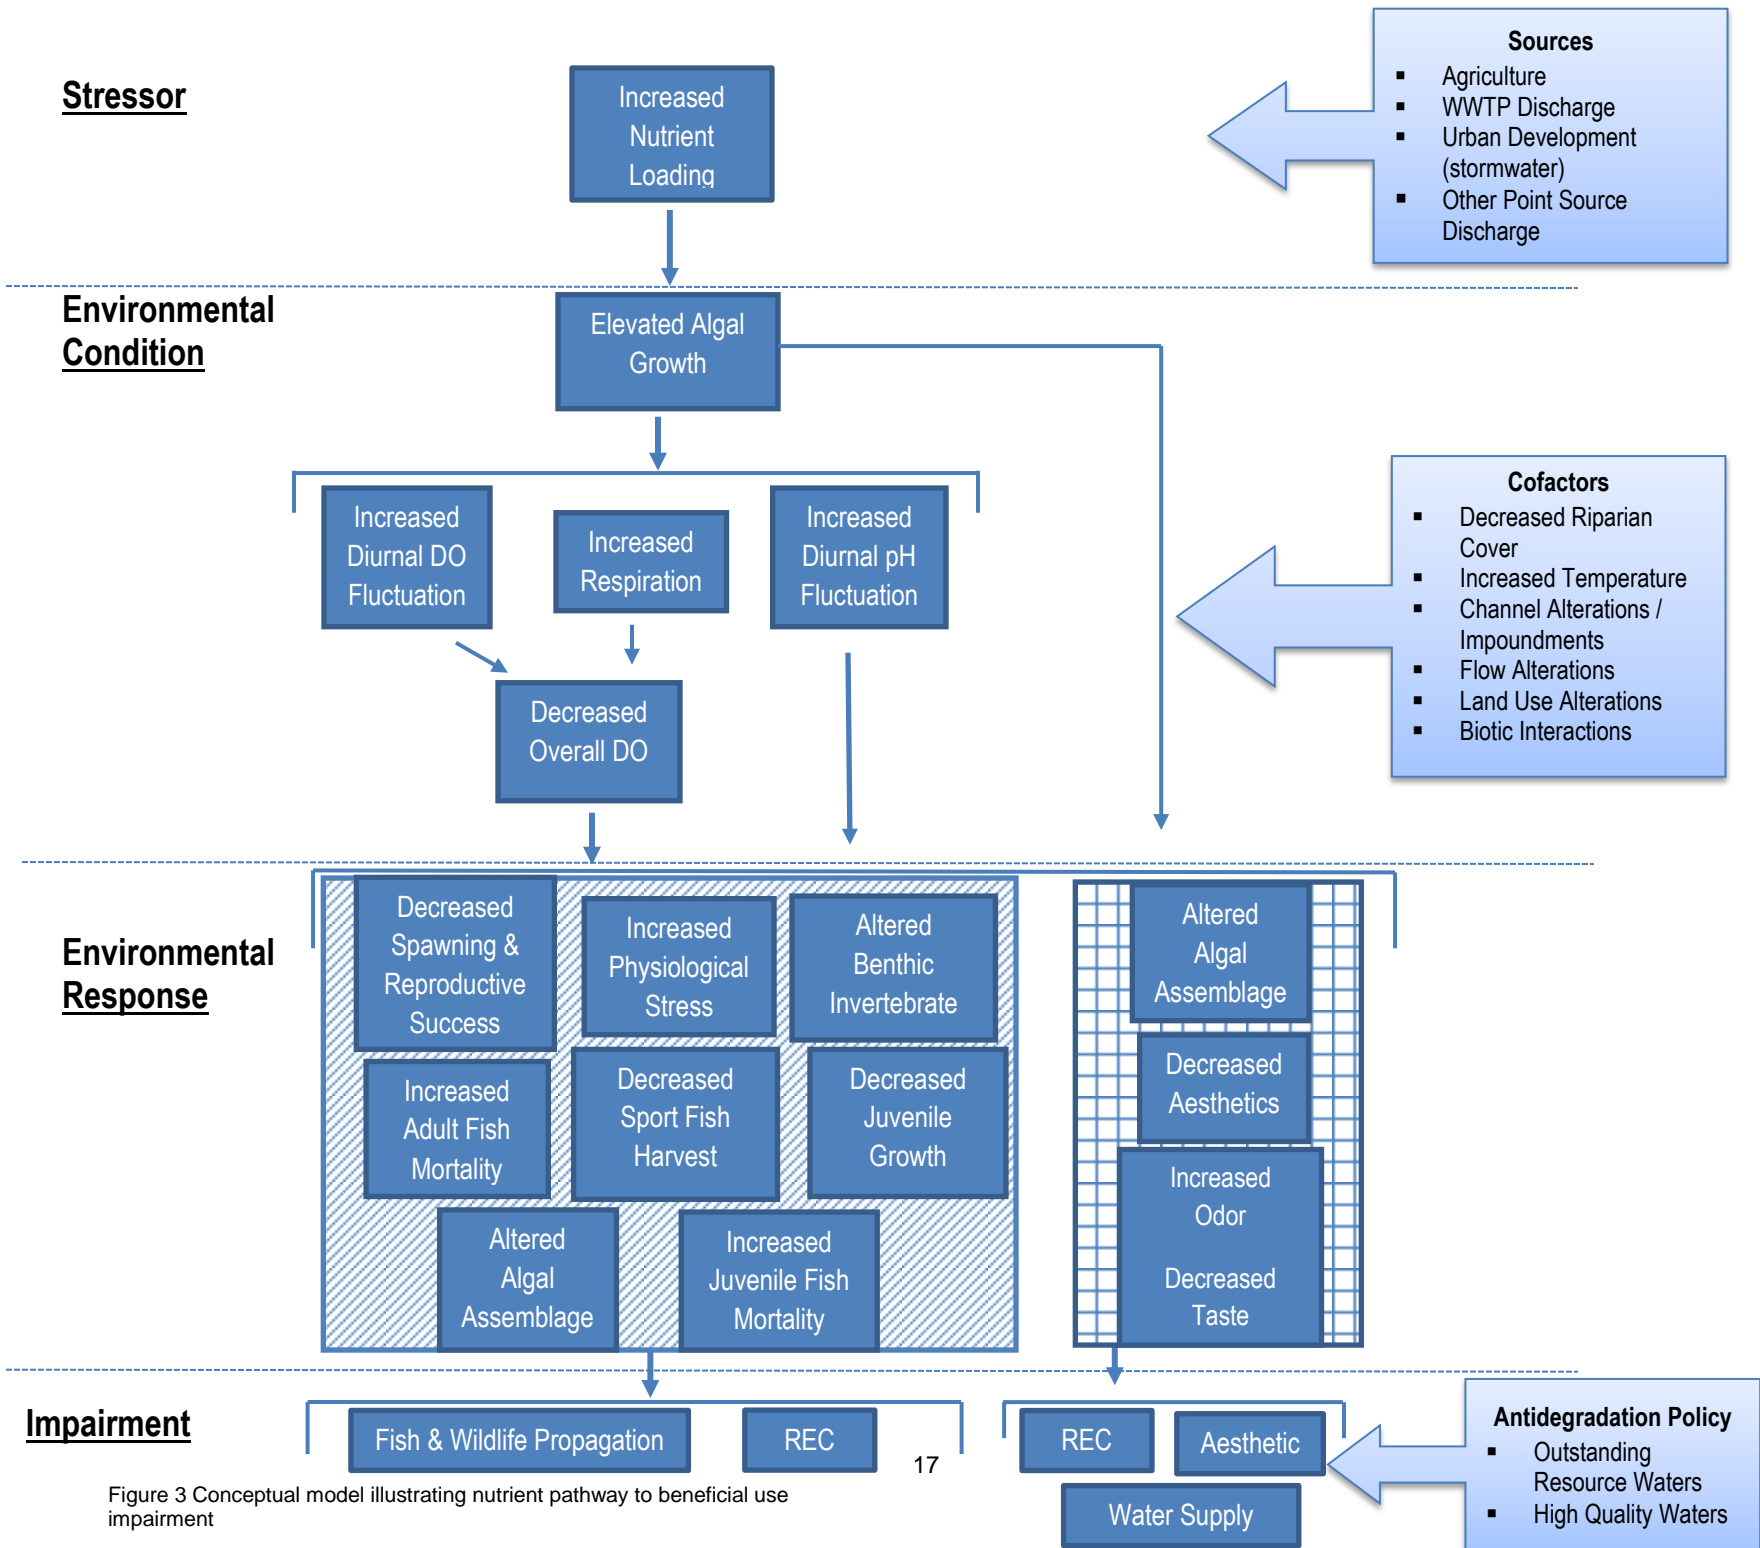 Stressor
Increased
Nutrient
Loading
Sources
▪ Agriculture
▪ WWTP Discharge
▪ Urban Development
(stormwater)
▪ Other Point Source
Discharge
Environmental
Condition
Elevated Algal
Growth
Increased
Diurnal DO
Fluctuation
Increased
Respiration
Increased
Diurnal pH
Fluctuation
Decreased
Overall DO
Cofactors
▪ Decreased Riparian
Cover
▪ Increased Temperature
▪ Channel Alterations /
Impoundments
▪ Flow Alterations
▪ Land Use Alterations
▪ Biotic Interactions
Environmental
Response
Decreased
Spawning &
Reproductive
Success
Increased
Physiological
Stress
Altered
Benthic
Invertebrate
Increased
Adult Fish
Mortality
Decreased
Sport Fish
Harvest
Decreased
Juvenile
Growth
Altered
Algal
Assemblage
Increased
Juvenile Fish
Mortality
Altered
Algal
Assemblage
Decreased
Aesthetics
Increased
Odor
Decreased
Taste
Impairment
Fish & Wildlife Propagation
REC
REC
Aesthetic
Water Supply
Antidegradation Policy
▪ Outstanding
Resource Waters
▪ High Quality Waters
17
Figure 3 Conceptual model illustrating nutrient pathway to beneficial use
impairment